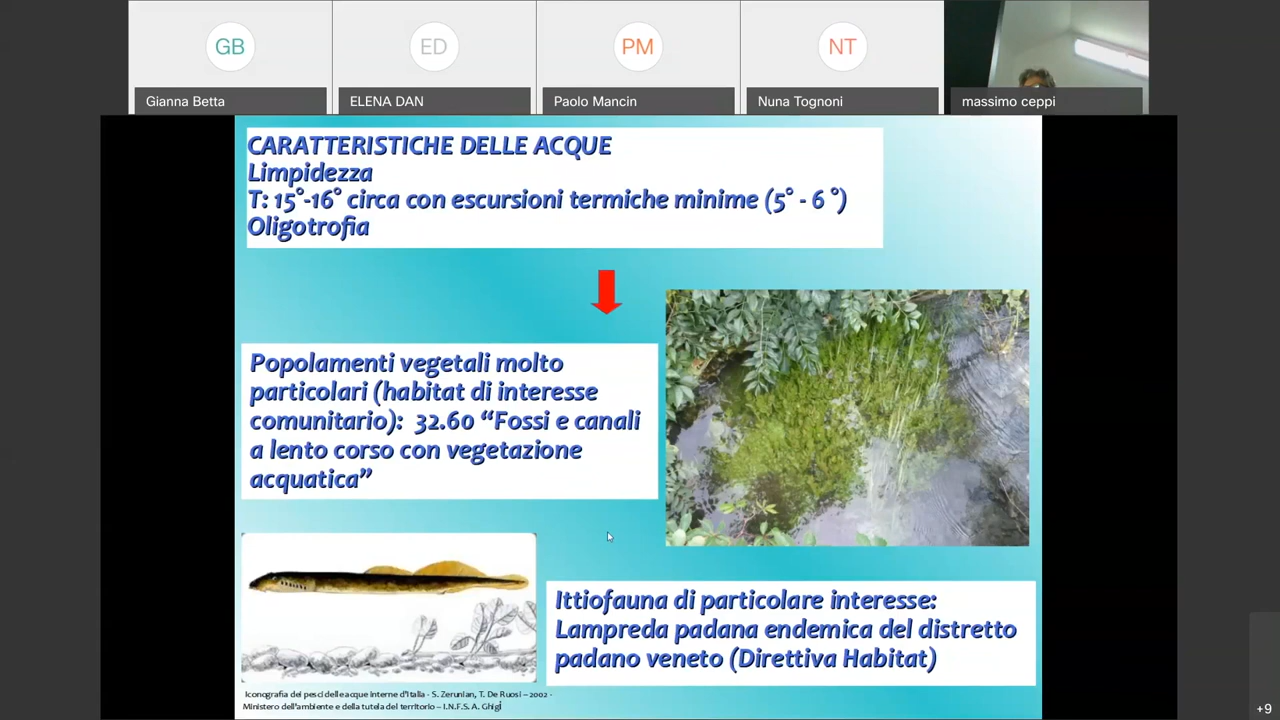 GB
ED
PM
NT
Gianna Betta
ELENA DAN
Paolo Mancin
Nuna Tognoni
massimo ceppi
CARATTERISTICHE DELLE ACQUE
Limpidezza
T: 15°-16° circa con escursioni termiche minime (5° - 6 °)
Oligotrofia
Popolamenti vegetali molto
particolari (habitat di interesse
comunitario): 32.60 “Fossi e canali
a lento corso con vegetazione
acquatica”
Ittiofauna di particolare interesse:
Lampreda padana endemica del distretto
padano veneto (Direttiva Habitat)
Iconografia dei pesci delle acque interne d'Italia - S. Zerunian, T. De Ruosi – 2002 -
Ministero dell'ambiente e della tutela del territorio – I.N.F.S. A. Ghigi
+9